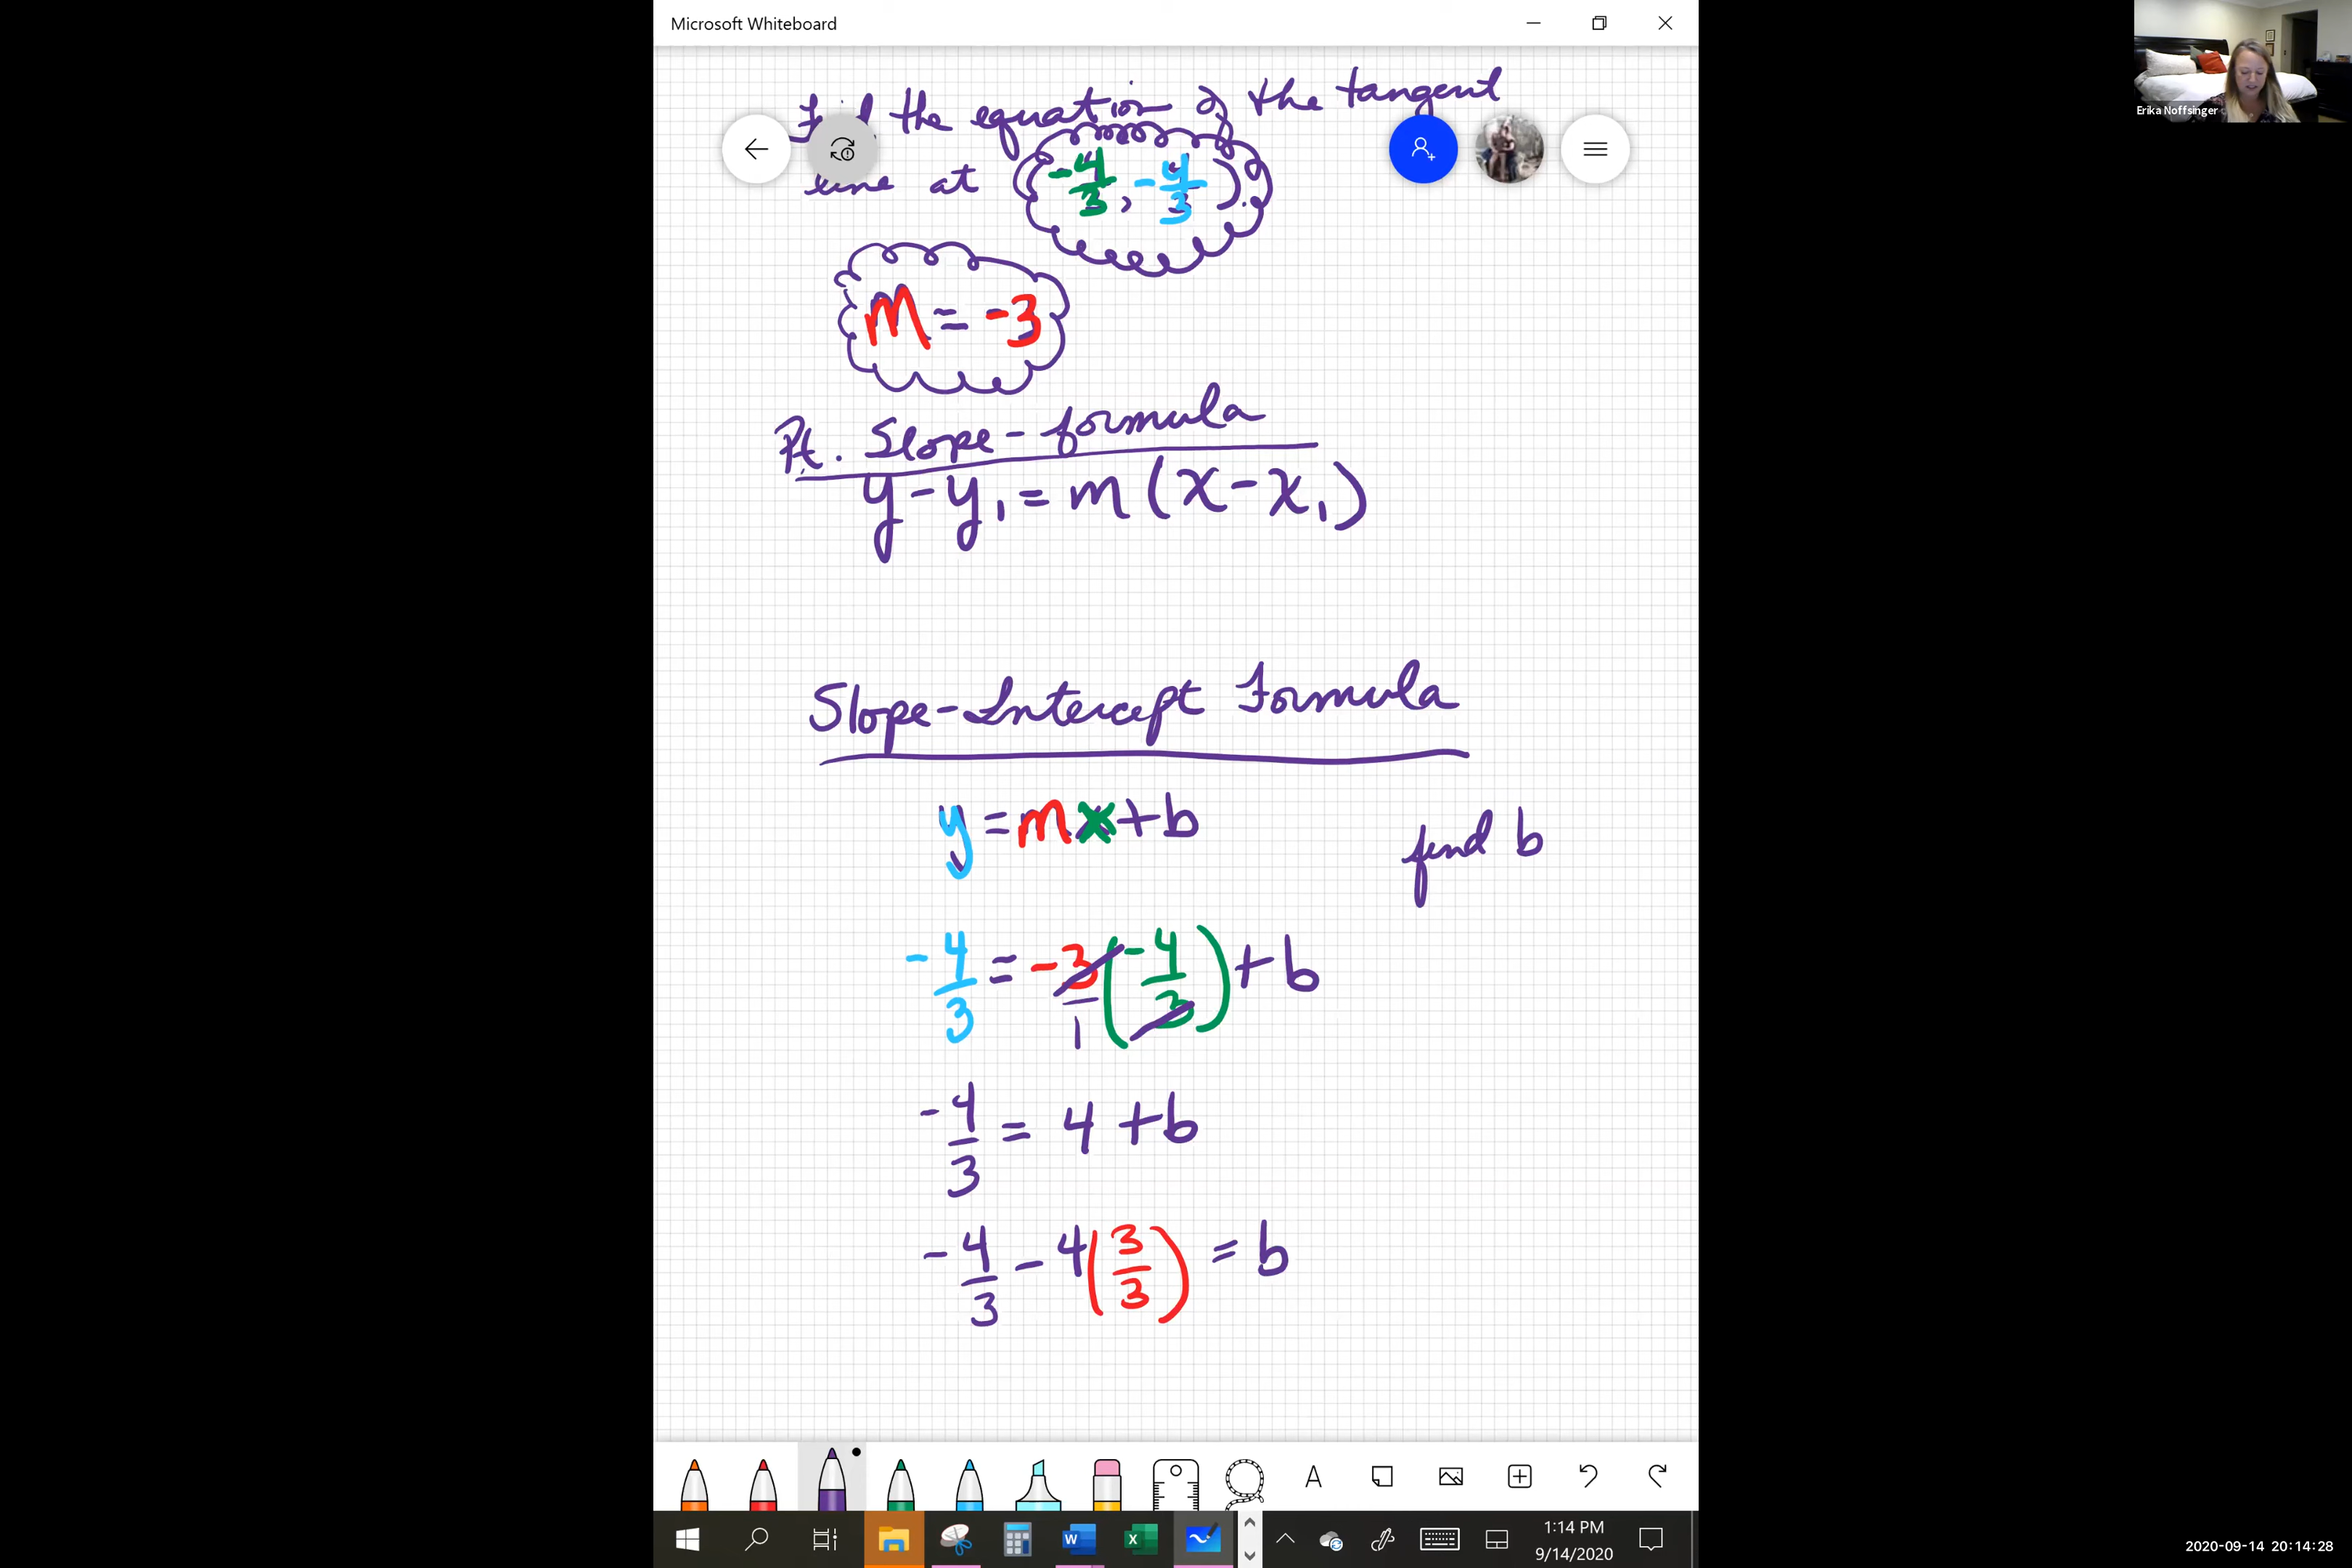 Microsoft Whiteboard
Find the equation of the tangent
line at (-4/3, -4/3).
m = -3
Pt. Slope-formula
y - y₁ = m(x - x₁)
Slope-Intercept Formula
y = mx + b
find b
-4/3 = -3/1(-4/3) + b
-4/3 = 4 + b
-4/3 - 4(3/3) = b
1:14 PM
9/14/2020
Erika Noffsinger
2020-09-14 20:14:28